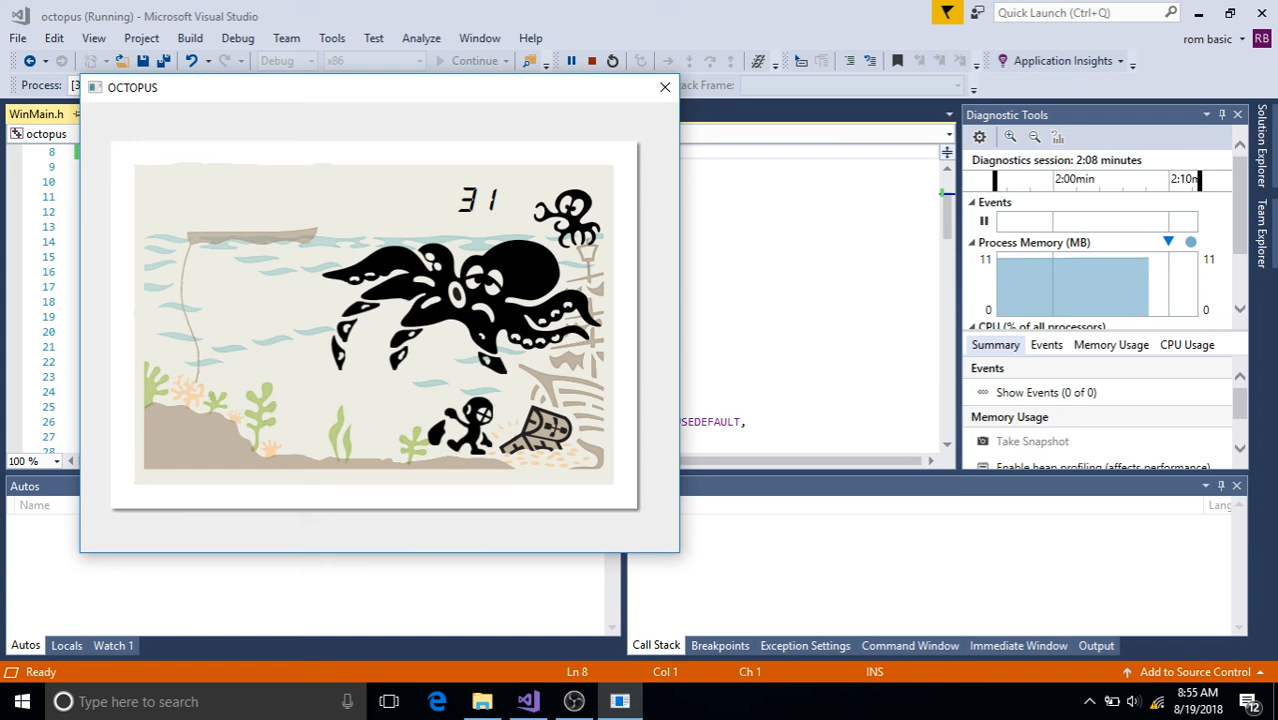 octopus (Running) - Microsoft Visual Studio
Quick Launch (Ctrl+Q)
File Edit View Project Build Debug Team Tools Test Analyze Window Help
rom basic RB
Debug x86 Continue Application Insights
Process: [3 Stack Frame:
OCTOPUS
WinMain.h
octopus
8
9
10
11
12
13
14
15
16
17
18
19
20
21
22
23
24
25
26
27
28
31
SEDEFAULT,
100 %
Diagnostic Tools
Diagnostics session: 2:08 minutes
2:00min 2:10m
Events
Process Memory (MB)
11 11
0 0
CPU (% of all processors)
Summary Events Memory Usage CPU Usage
Events
Show Events (0 of 0)
Memory Usage
Take Snapshot
Enable heap profiling (affects performance)
Solution Explorer
Team Explorer
Autos
Name
Lang
Autos Locals Watch 1
Call Stack Breakpoints Exception Settings Command Window Immediate Window Output
Ready Ln 8 Col 1 Ch 1 INS Add to Source Control
Type here to search
8:55 AM
8/19/2018
12